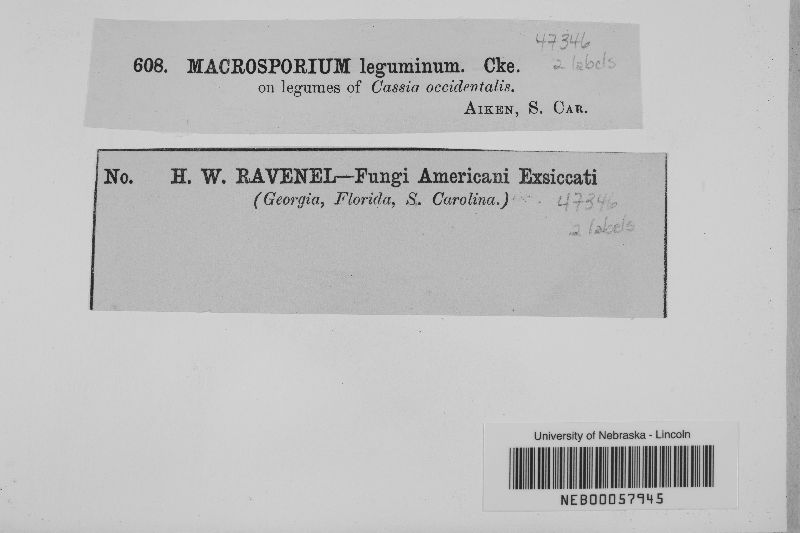 47346
608. MACROSPORIUM leguminum. Cke.
2 labels
on legumes of Cassia occidentalis.
AIKEN, S. CAR.
No. H. W. RAVENEL—Fungi Americani Exsiccati
(Georgia, Florida, S. Carolina.)
47346
2 labels
University of Nebraska - Lincoln
NEB00057945